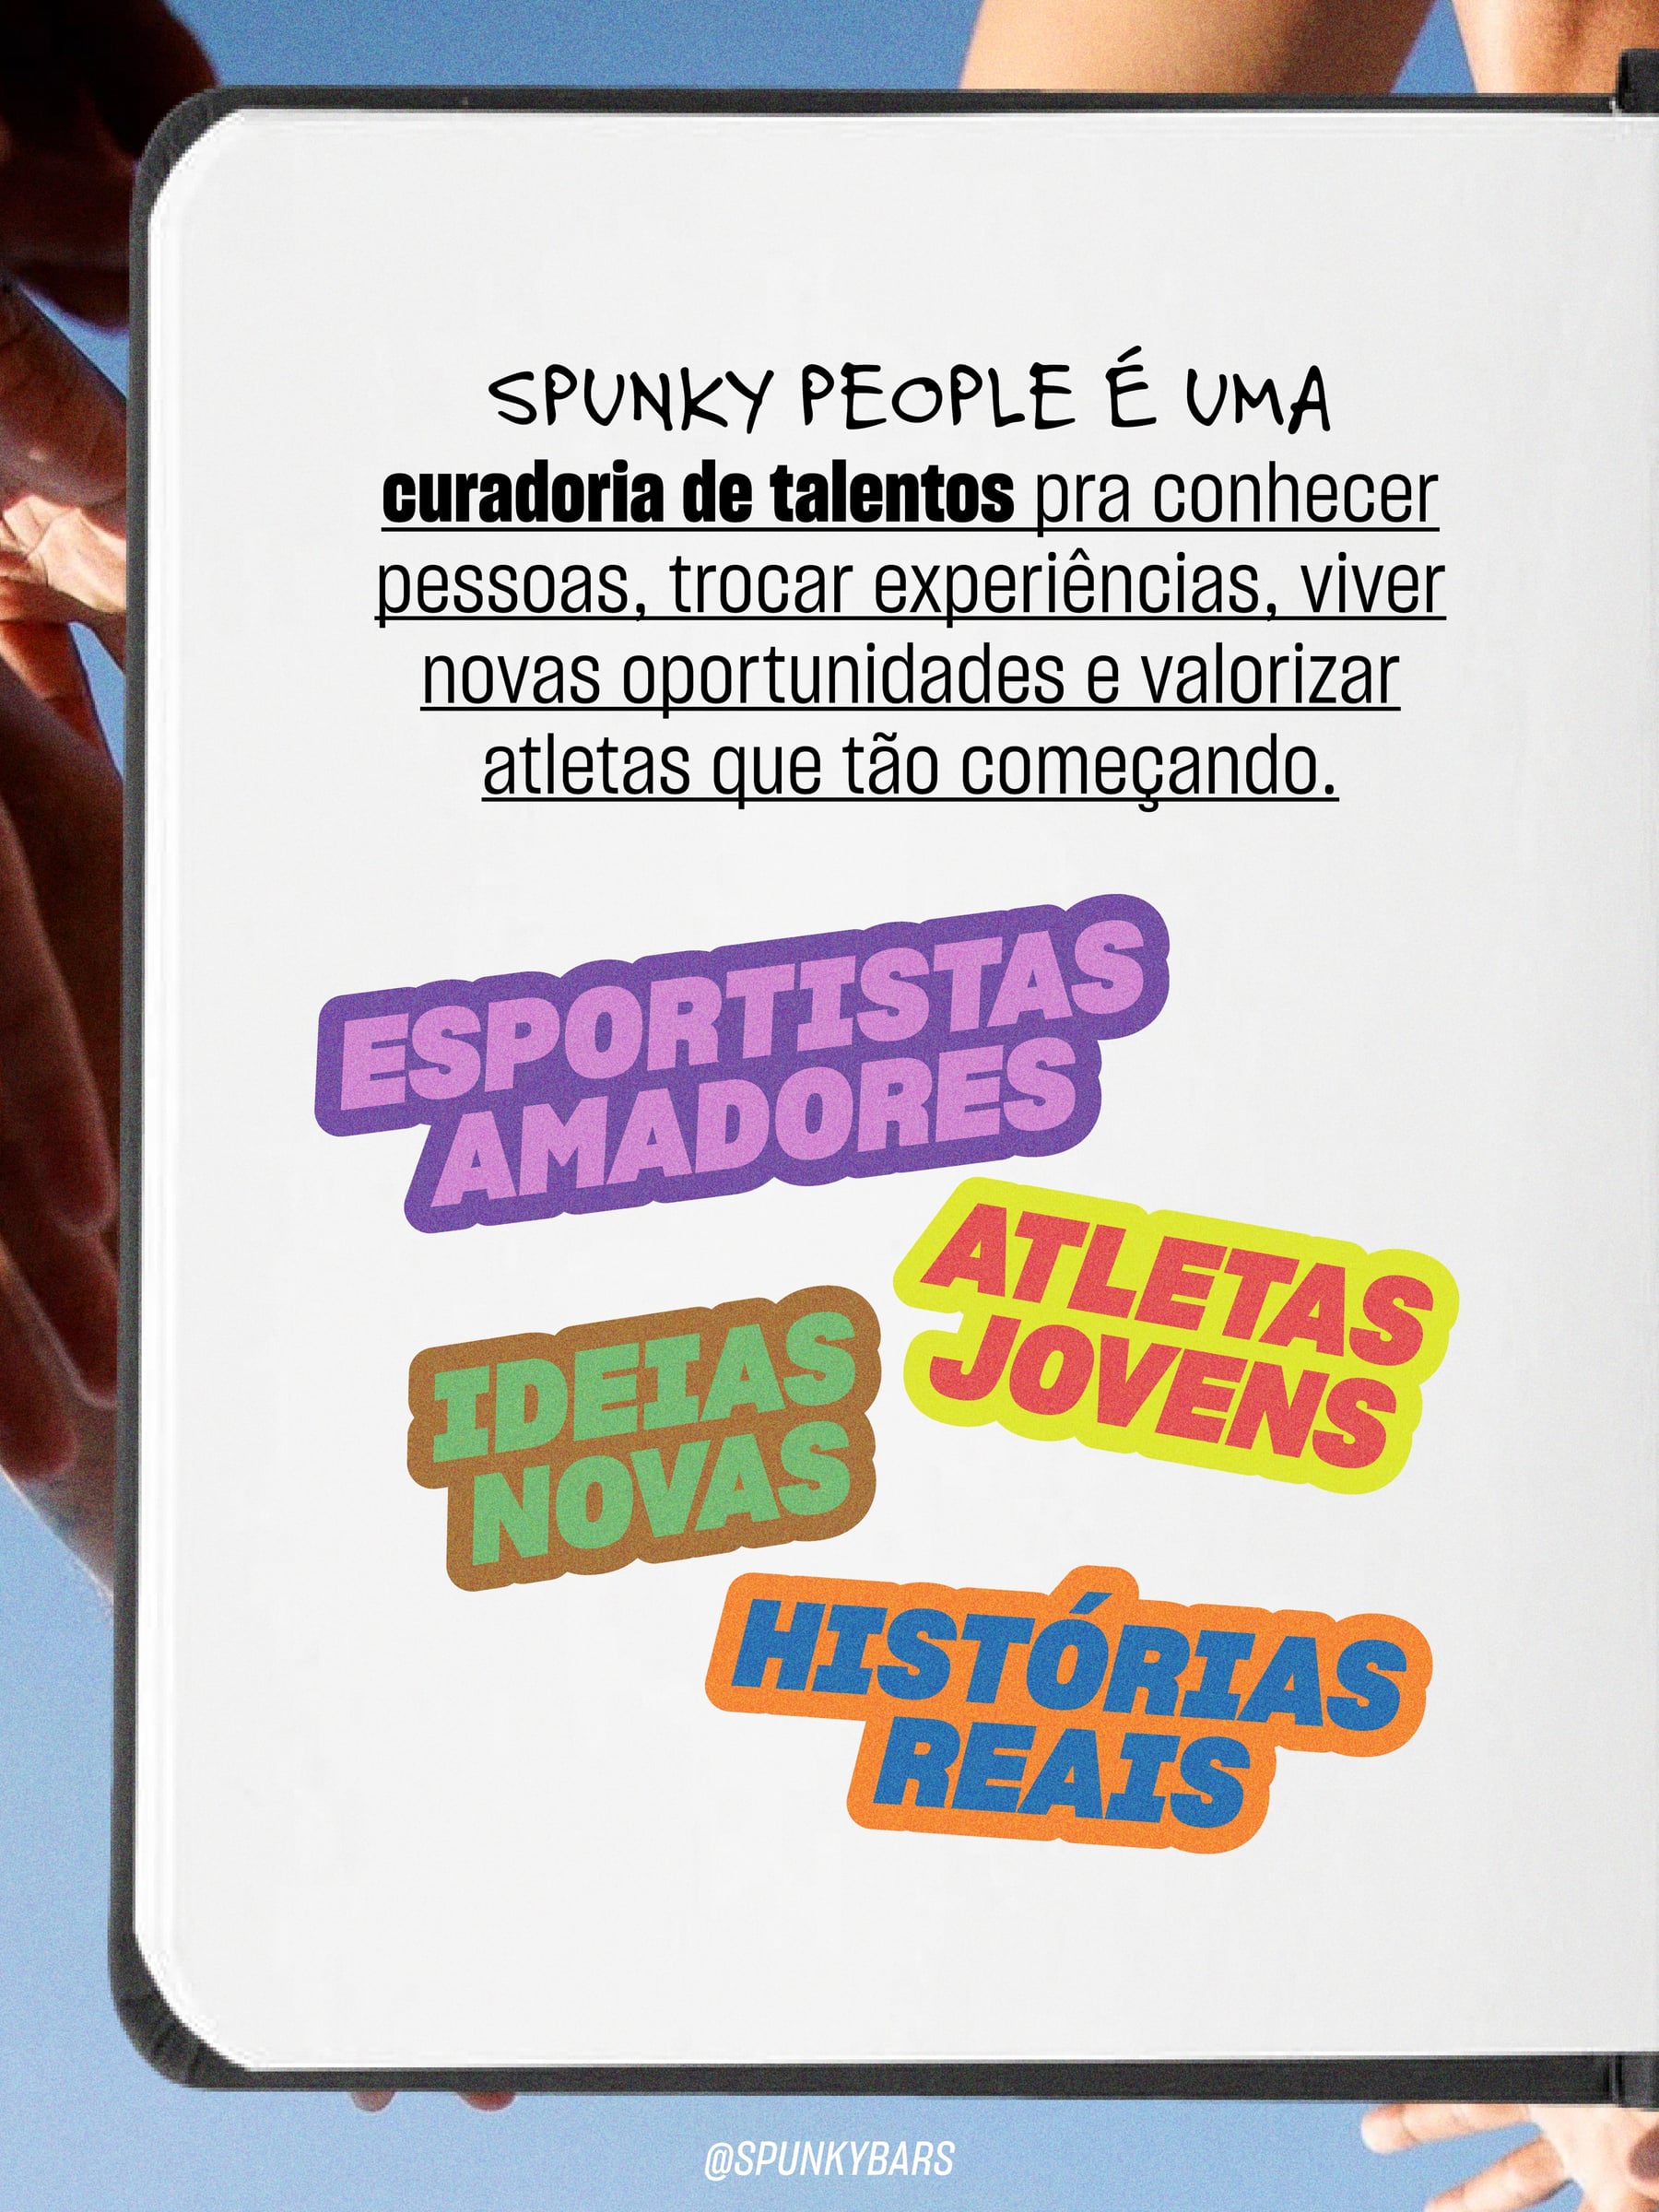 SPUNKY PEOPLE É UMA
curadoria de talentos pra conhecer
pessoas, trocar experiências, viver
novas oportunidades e valorizar
atletas que tão começando.
ESPORTISTAS
AMADORES
ATLETAS
JOVENS
IDEIAS
NOVAS
HISTÓRIAS
REAIS
@SPUNKYBARS